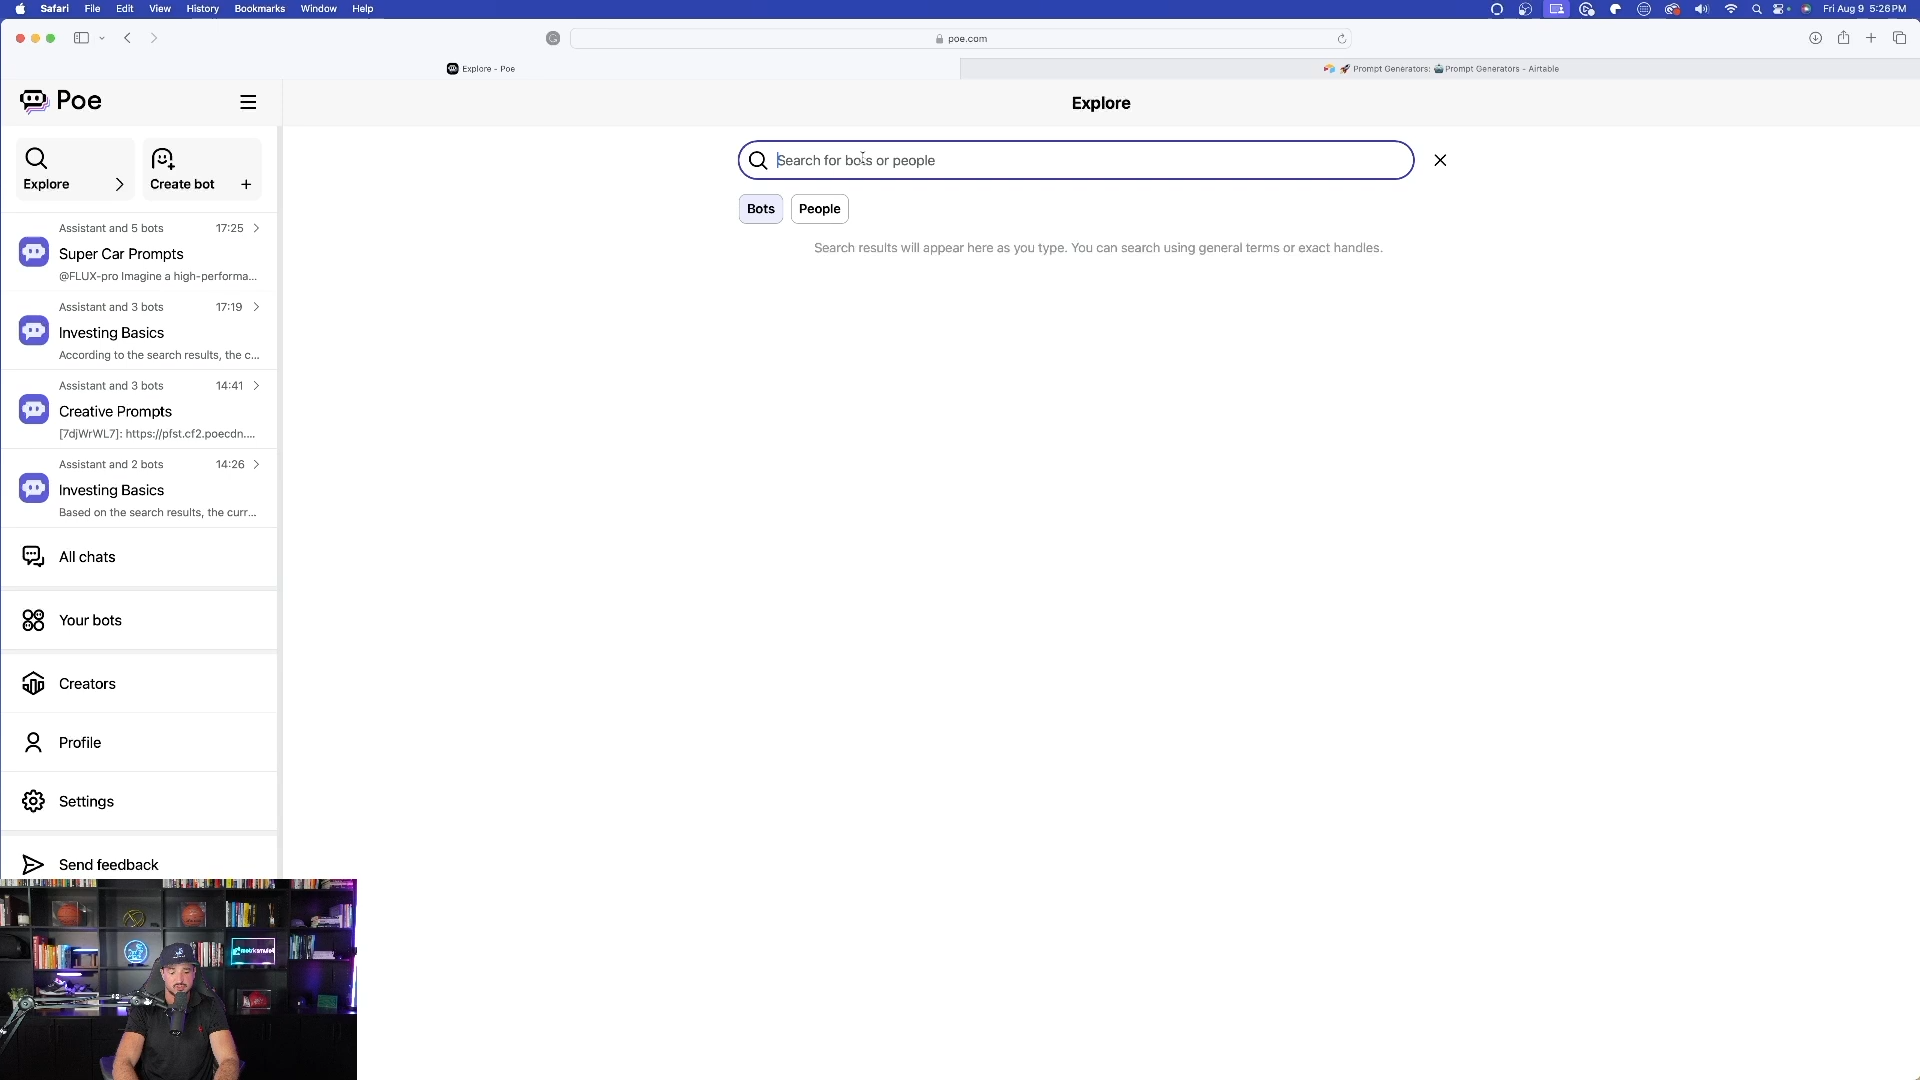 Safari File Edit View History Bookmarks Window Help
Fri Aug 9 5:26 PM
poe.com
Explore - Poe
🚀 Prompt Generators: 🤖Prompt Generators - Airtable
Poe
Explore
Explore
Create bot
Search for bots or people
Bots
People
Search results will appear here as you type. You can search using general terms or exact handles.
Assistant and 5 bots 17:25
Super Car Prompts
@FLUX-pro Imagine a high-performa...
Assistant and 3 bots 17:19
Investing Basics
According to the search results, the c...
Assistant and 3 bots 14:41
Creative Prompts
[7djWrWL7]: https://pfst.cf2.poecdn....
Assistant and 2 bots 14:26
Investing Basics
Based on the search results, the curr...
All chats
Your bots
Creators
Profile
Settings
Send feedback